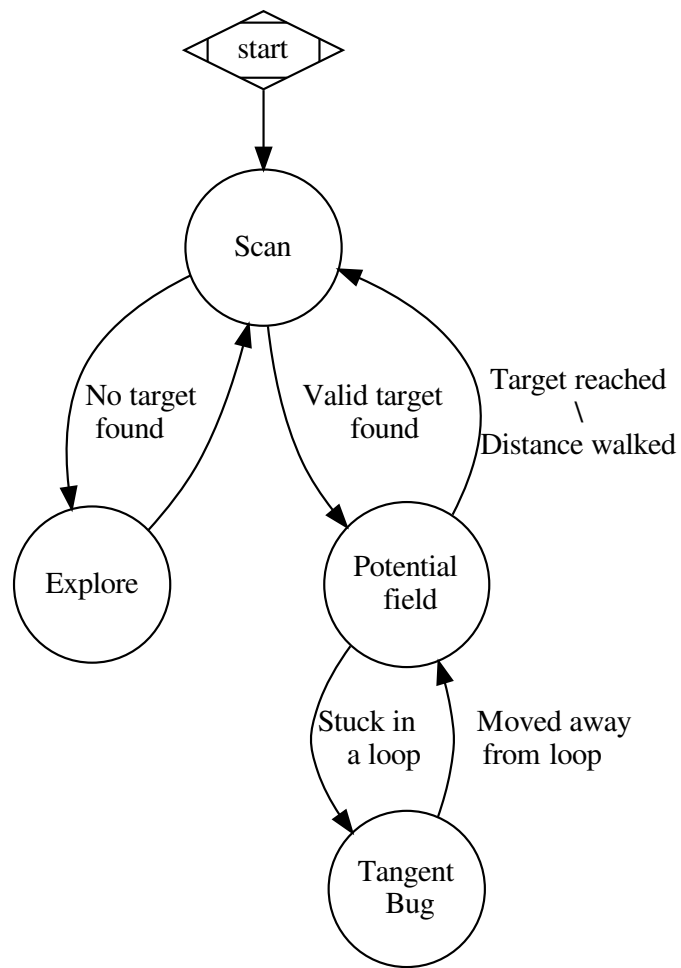 start
Scan
No target
found
Valid target
found
Target reached
\
Distance walked
Explore
Potential
field
Stuck in
a loop
Moved away
from loop
Tangent
Bug